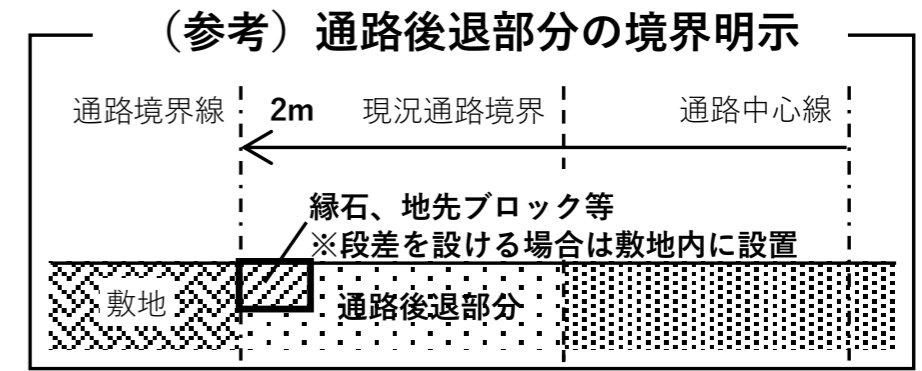 （参考）通路後退部分の境界明示
通路境界線 2m 現況通路境界 通路中心線
縁石、地先ブロック等
※段差を設ける場合は敷地内に設置
敷地 通路後退部分